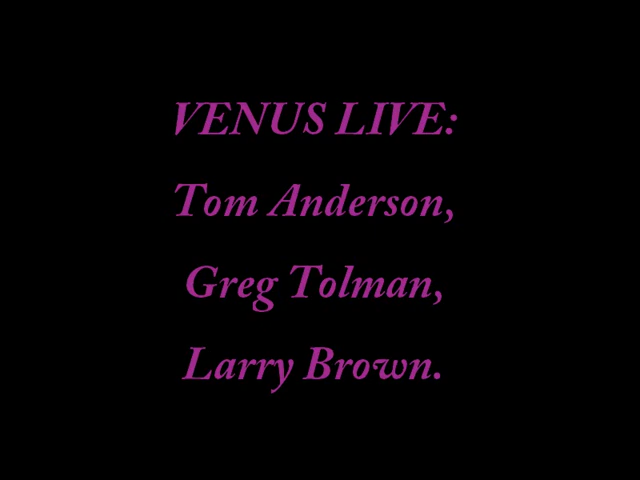 VENUS LIVE:
Tom Anderson,
Greg Tolman,
Larry Brown.